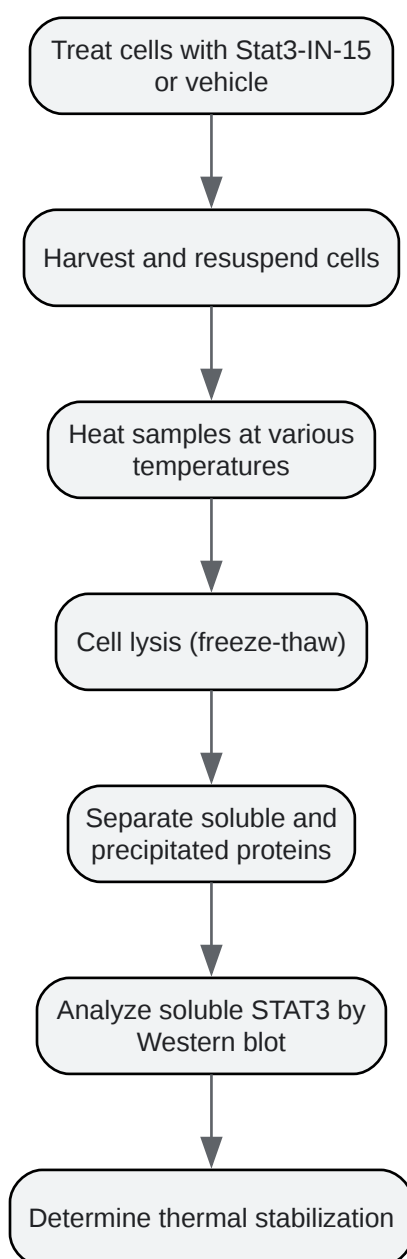 Treat cells with Stat3-IN-15
or vehicle
Harvest and resuspend cells
Heat samples at various
temperatures
Cell lysis (freeze-thaw)
Separate soluble and
precipitated proteins
Analyze soluble STAT3 by
Western blot
Determine thermal stabilization